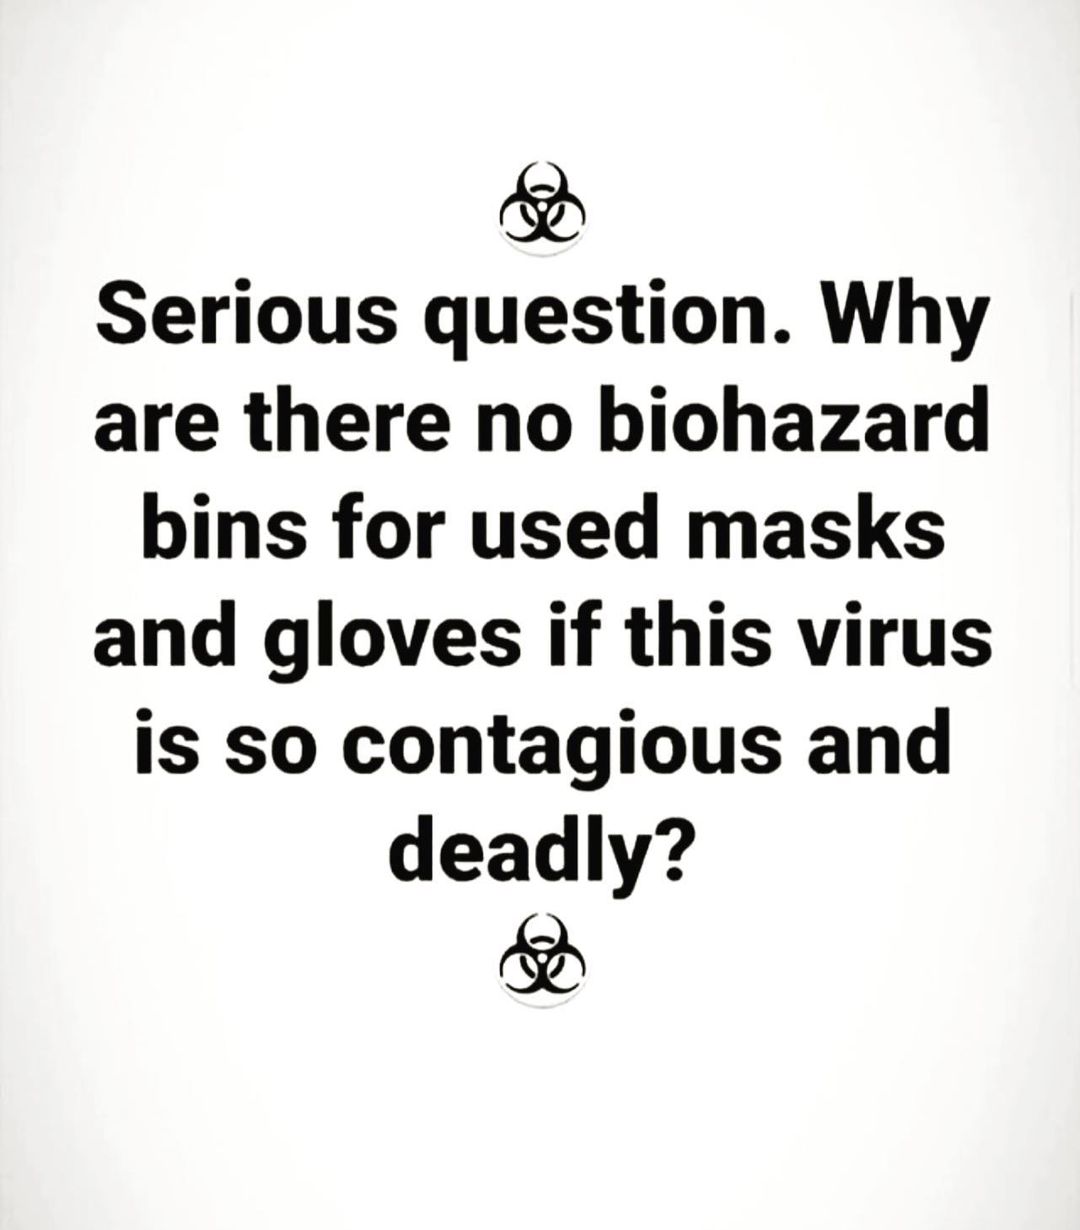 Serious question. Why
are there no biohazard
bins for used masks
and gloves if this virus
is so contagious and
deadly?